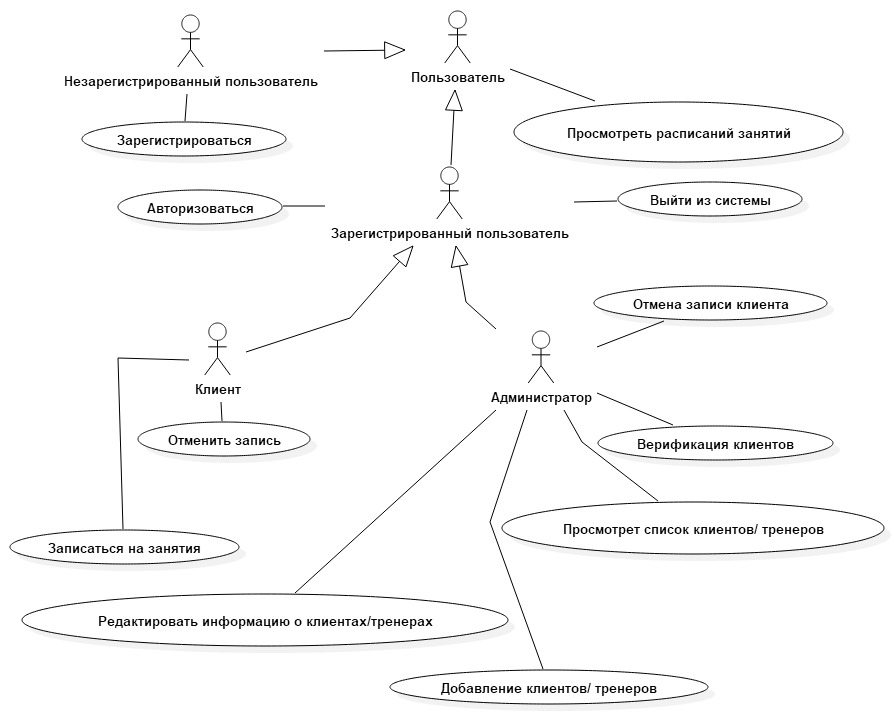 Незарегистрированный пользователь
Пользователь
Зарегистрироваться
Просмотреть расписаний занятий
Авторизоваться
Выйти из системы
Зарегистрированный пользователь
Отмена записи клиента
Клиент
Администратор
Отменить запись
Верификация клиентов
Просмотрет список клиентов/ тренеров
Записаться на занятия
Редактировать информацию о клиентах/тренерах
Добавление клиентов/ тренеров